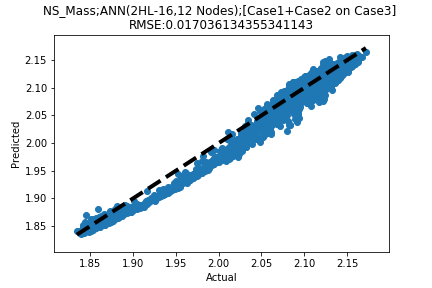 NS_Mass;ANN(2HL-16,12 Nodes);[Case1+Case2 on Case3]
RMSE:0.017036134355341143
Predicted
2.15
2.10
2.05
2.00
1.95
1.90
1.85
1.85 1.90 1.95 2.00 2.05 2.10 2.15
Actual